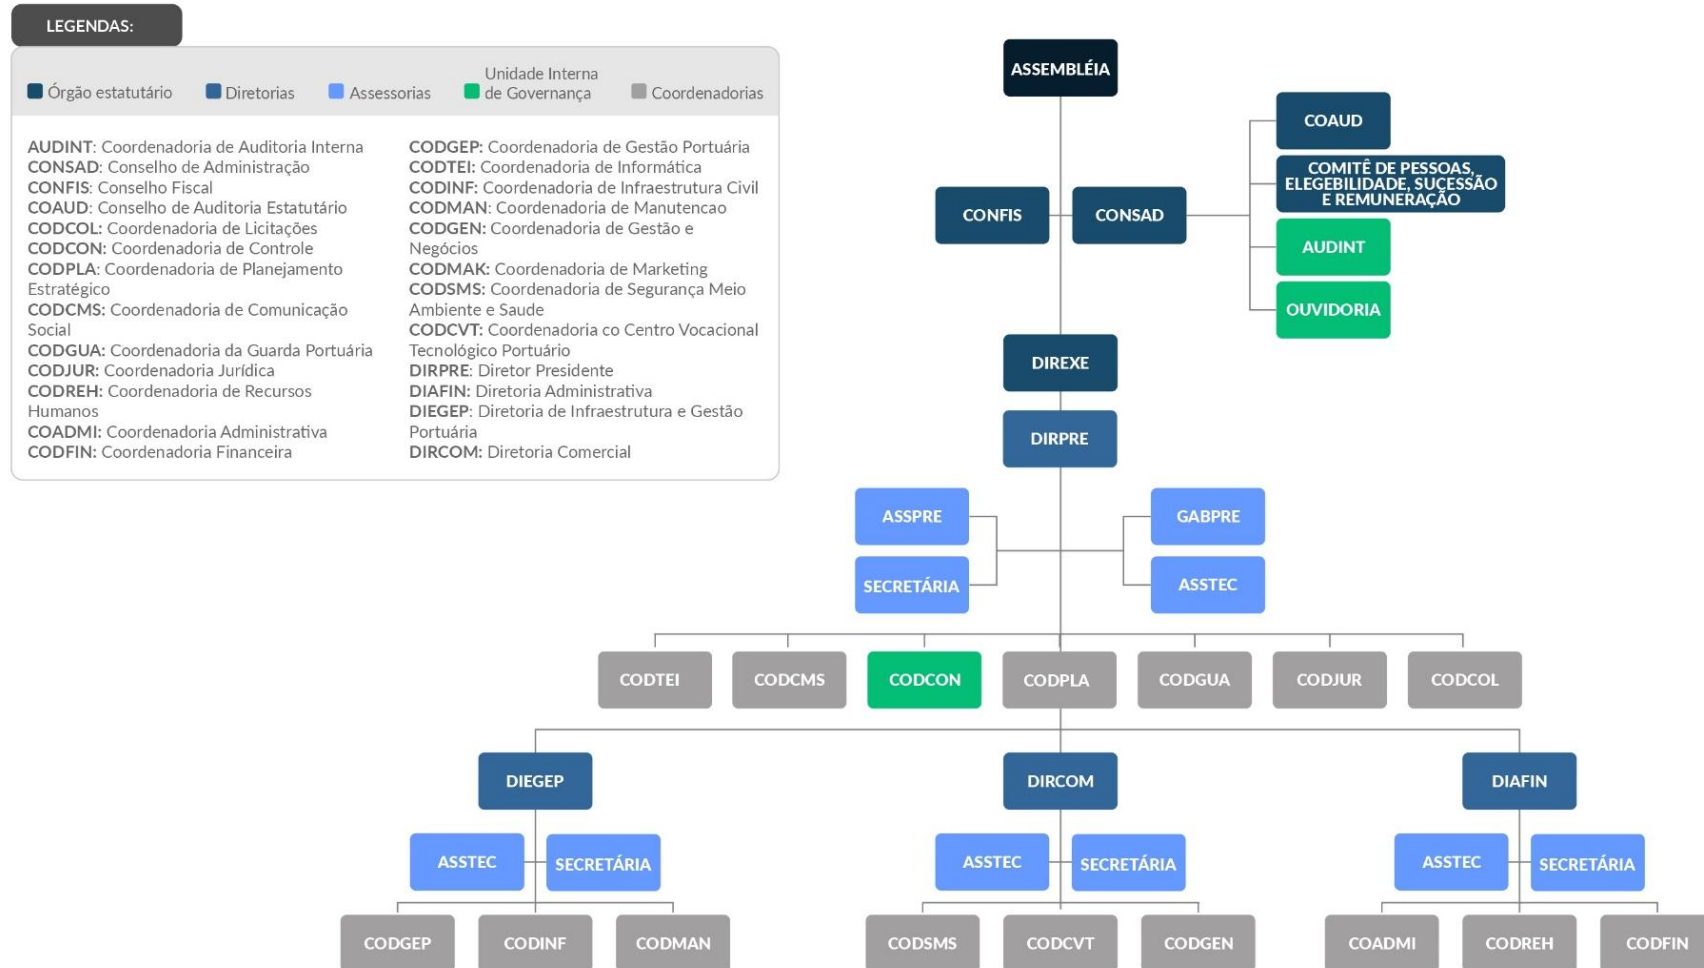 LEGENDAS:
Órgão estatutário
Diretorias
Assessorias
Unidade Interna
de Governança
Coordenadorias
AUDINT: Coordenadoria de Auditoria Interna
CONSAD: Conselho de Administração
CONFIS: Conselho Fiscal
COAUD: Conselho de Auditoria Estatutário
CODCOL: Coordenadoria de Licitações
CODCON: Coordenadoria de Controle
CODPLA: Coordenadoria de Planejamento
Estratégico
CODCMS: Coordenadoria de Comunicação
Social
CODGUA: Coordenadoria da Guarda Portuária
CODJUR: Coordenadoria Jurídica
CODREH: Coordenadoria de Recursos
Humanos
COADMI: Coordenadoria Administrativa
CODFIN: Coordenadoria Financeira
CODGEP: Coordenadoria de Gestão Portuária
CODTEI: Coordenadoria de Informática
CODINF: Coordenadoria de Infraestrutura Civil
CODMAN: Coordenadoria de Manutencao
CODGEN: Coordenadoria de Gestão e
Negócios
CODMAK: Coordenadoria de Marketing
CODSMS: Coordenadoria de Segurança Meio
Ambiente e Saude
CODCVT: Coordenadoria co Centro Vocacional
Tecnológico Portuário
DIRPRE: Diretor Presidente
DIAFIN: Diretoria Administrativa
DIEGEP: Diretoria de Infraestrutura e Gestão
Portuária
DIRCOM: Diretoria Comercial
ASSEMBLÉIA
COAUD
COMITÊ DE PESSOAS,
ELEGEBILIDADE, SUCESSÃO
E REMUNERAÇÃO
CONFIS
CONSAD
AUDINT
OUVIDORIA
DIREXE
DIRPRE
ASSPRE
GABPRE
SECRETÁRIA
ASSTEC
CODTEI
CODCMS
CODCON
CODPLA
CODGUA
CODJUR
CODCOL
DIEGEP
DIRCOM
DIAFIN
ASSTEC
SECRETÁRIA
ASSTEC
SECRETÁRIA
ASSTEC
SECRETÁRIA
CODGEP
CODINF
CODMAN
CODSMS
CODCVT
CODGEN
COADMI
CODREH
CODFIN